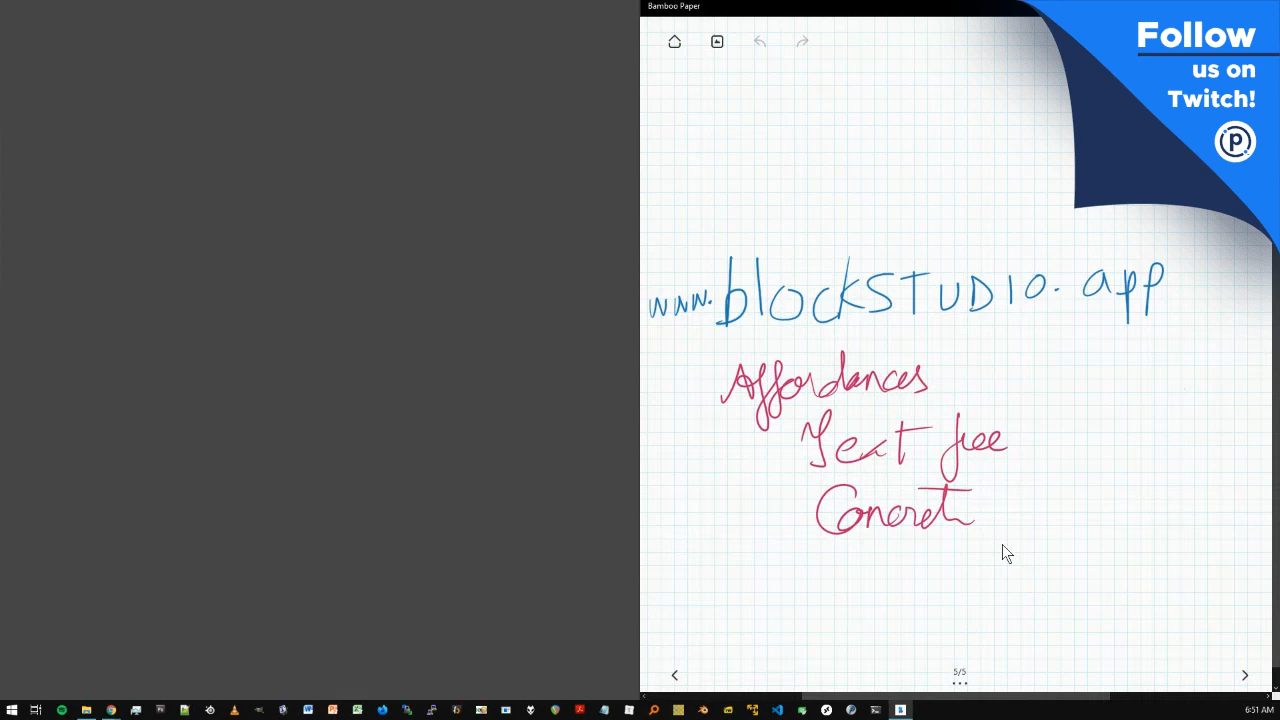 Bamboo Paper
Follow
us on
Twitch!
p
www.blockSTUDIO.app
Affordances
Text free
Concrete
5/5
6:51 AM